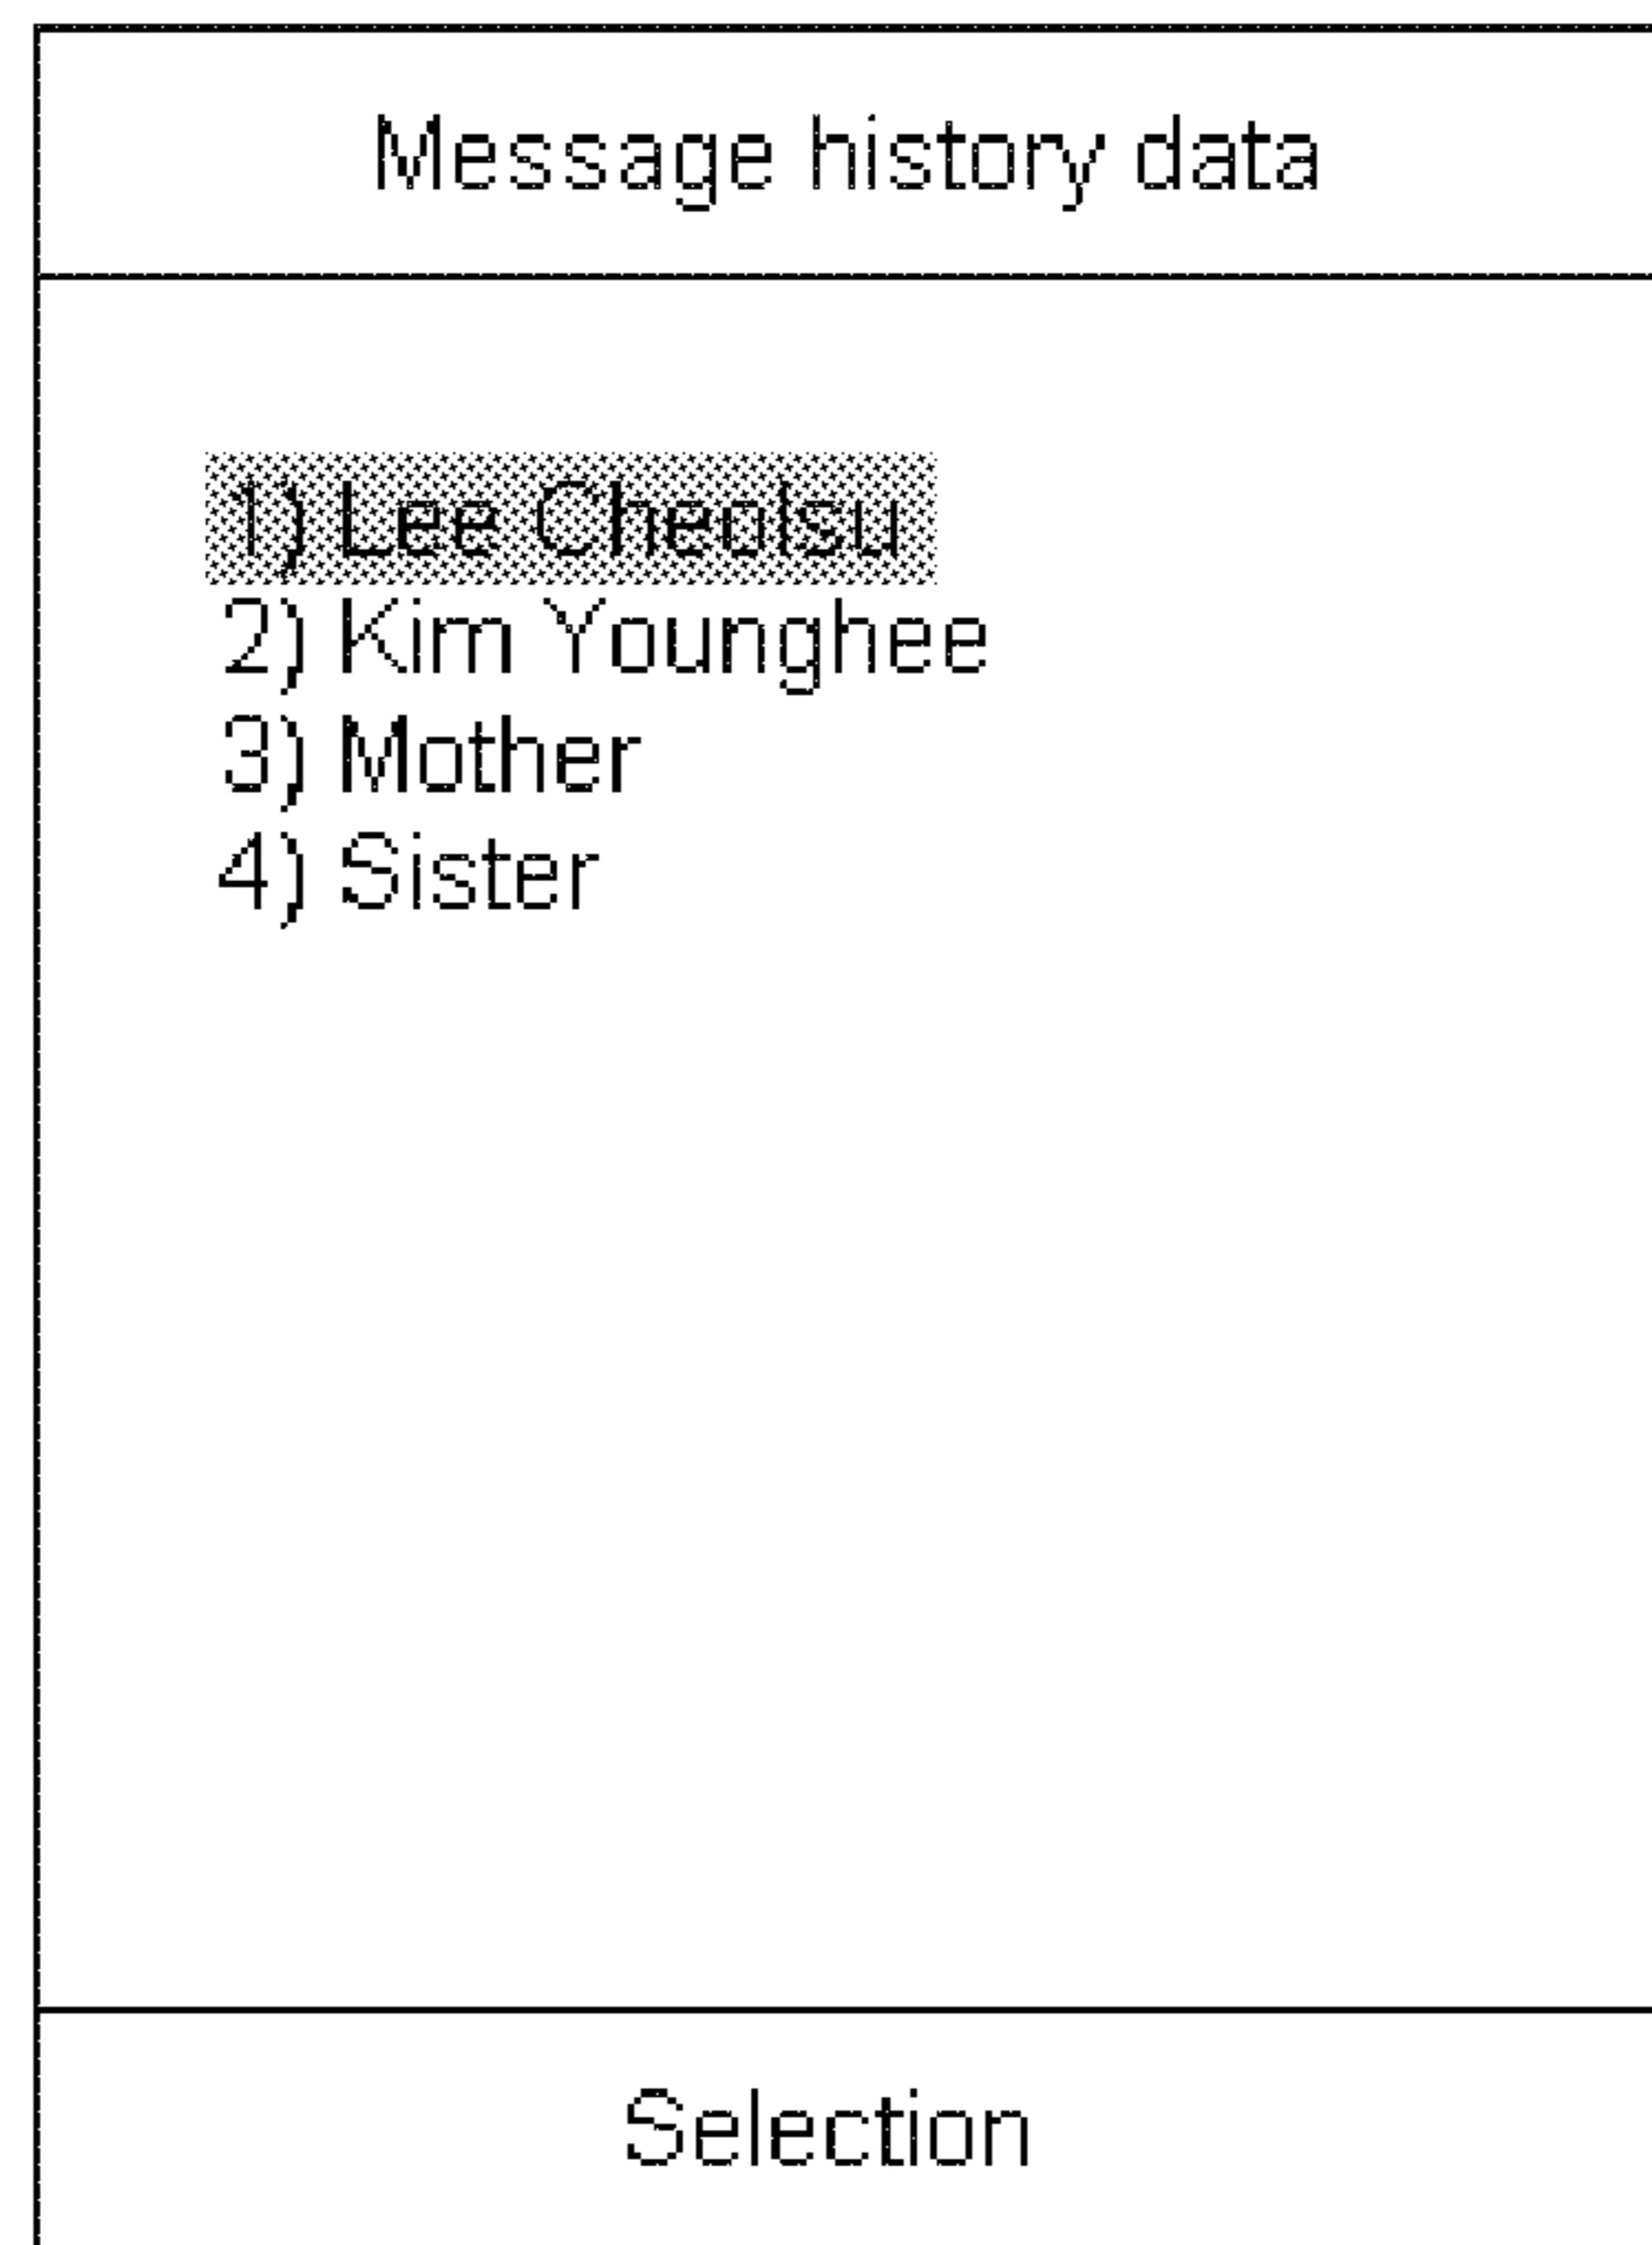 Message history data
1) Lee Cheolsu
2) Kim Younghee
3) Mother
4) Sister
Selection